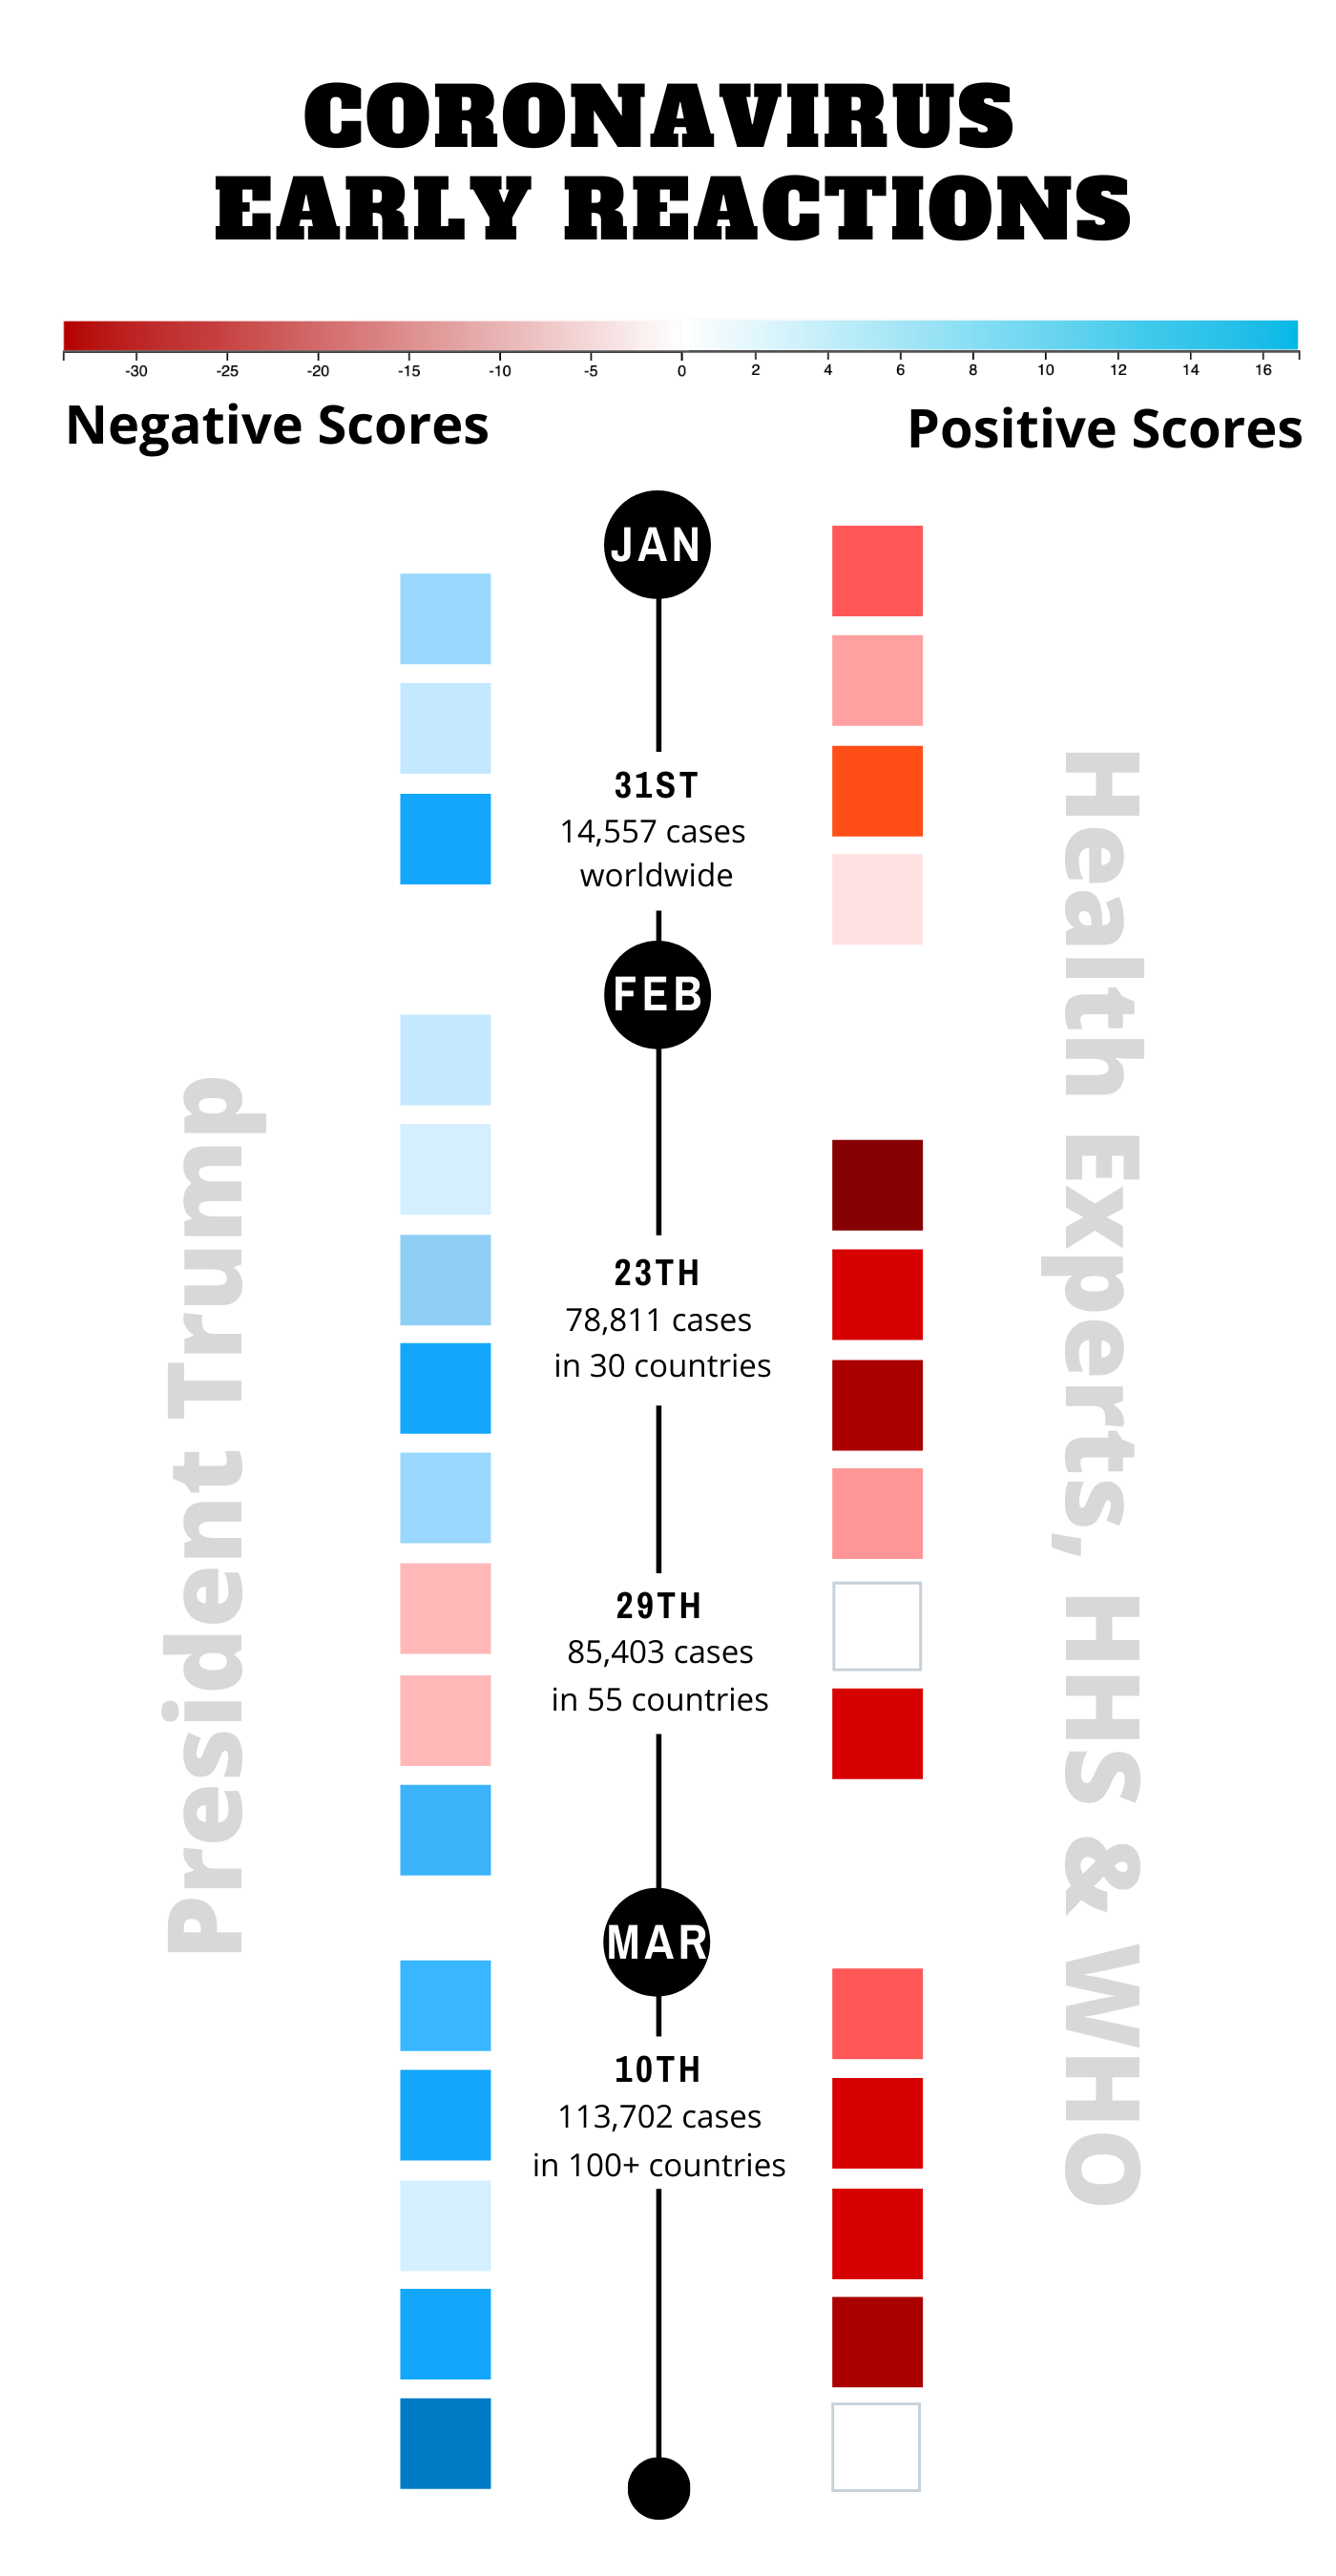 CORONAVIRUS
EARLY REACTIONS
-30 -25 -20 -15 -10 -5 0 2 4 6 8 10 12 14 16
Negative Scores
Positive Scores
JAN
31ST
14,557 cases
worldwide
FEB
23TH
78,811 cases
in 30 countries
29TH
85,403 cases
in 55 countries
MAR
10TH
113,702 cases
in 100+ countries
President Trump
Health Experts, HHS & WHO